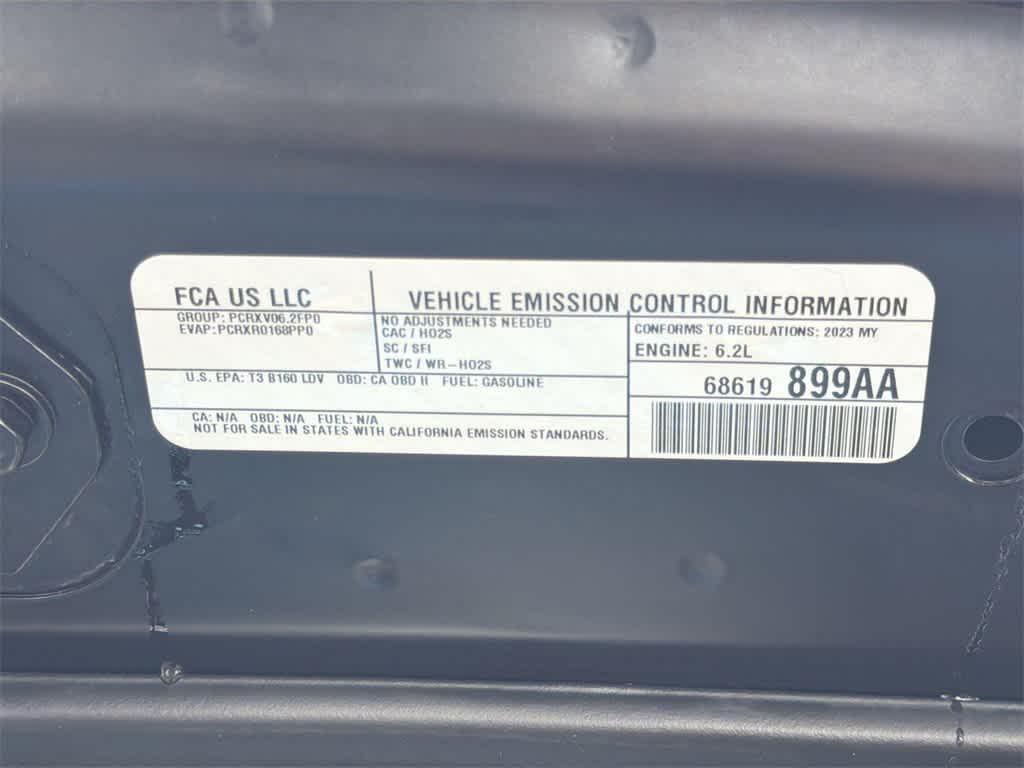 FCA US LLC
GROUP: PCRXV06.2FP0
EVAP:PCRXR0168PP0
VEHICLE EMISSION CONTROL INFORMATION
NO ADJUSTMENTS NEEDED
CAC / HO2S
SC / SFI
TWC / WR-HO2S
CONFORMS TO REGULATIONS: 2023 MY
ENGINE: 6.2L
68619 899AA
U.S. EPA: T3 B160 LDV OBD: CA OBD II FUEL: GASOLINE
CA: N/A OBD: N/A FUEL: N/A
NOT FOR SALE IN STATES WITH CALIFORNIA EMISSION STANDARDS.